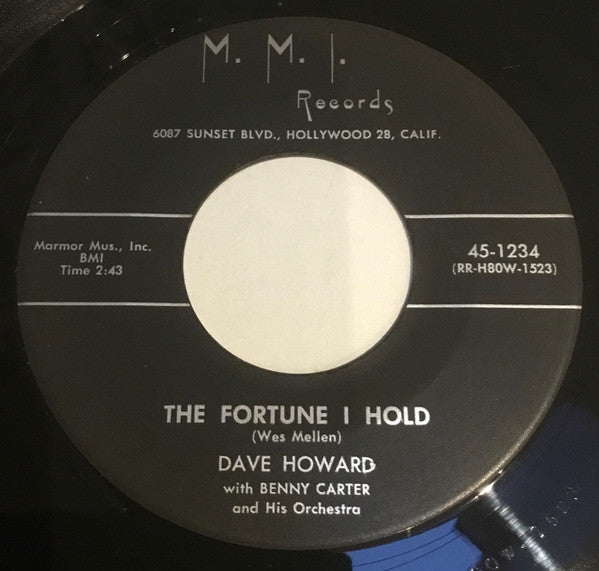 M. M. I.
Records
6087 SUNSET BLVD., HOLLYWOOD 28, CALIF.
Marmor Mus., Inc.
BMI
Time 2:43
45-1234
(RR-H80W-1523)
THE FORTUNE I HOLD
(Wes Mellen)
DAVE HOWARD
with BENNY CARTER
and His Orchestra